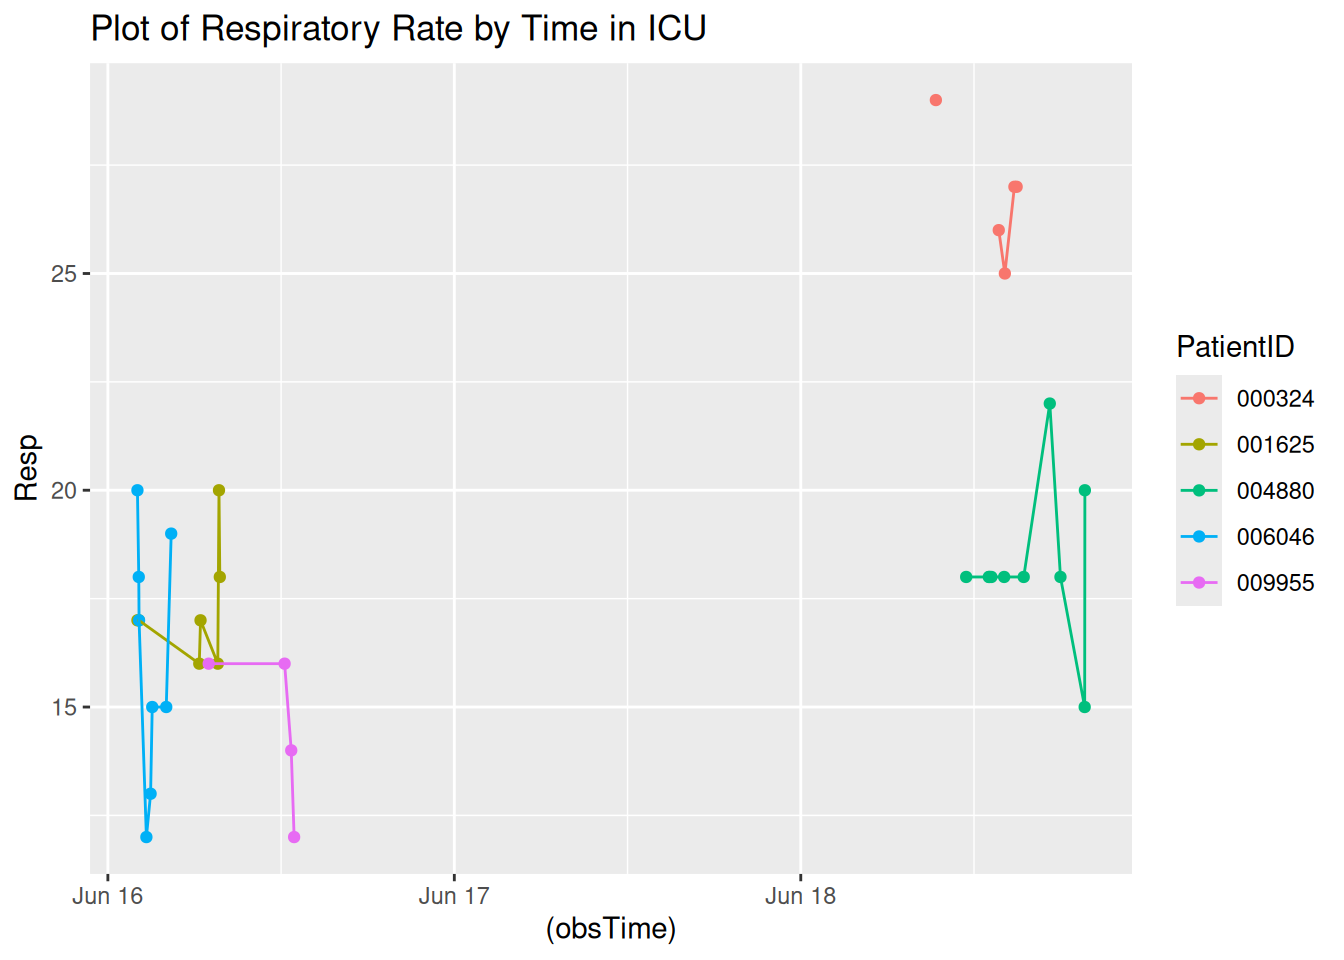 Plot of Respiratory Rate by Time in ICU
25
20
15
Resp
Jun 16
Jun 17
Jun 18
(obsTime)
PatientID
000324
001625
004880
006046
009955